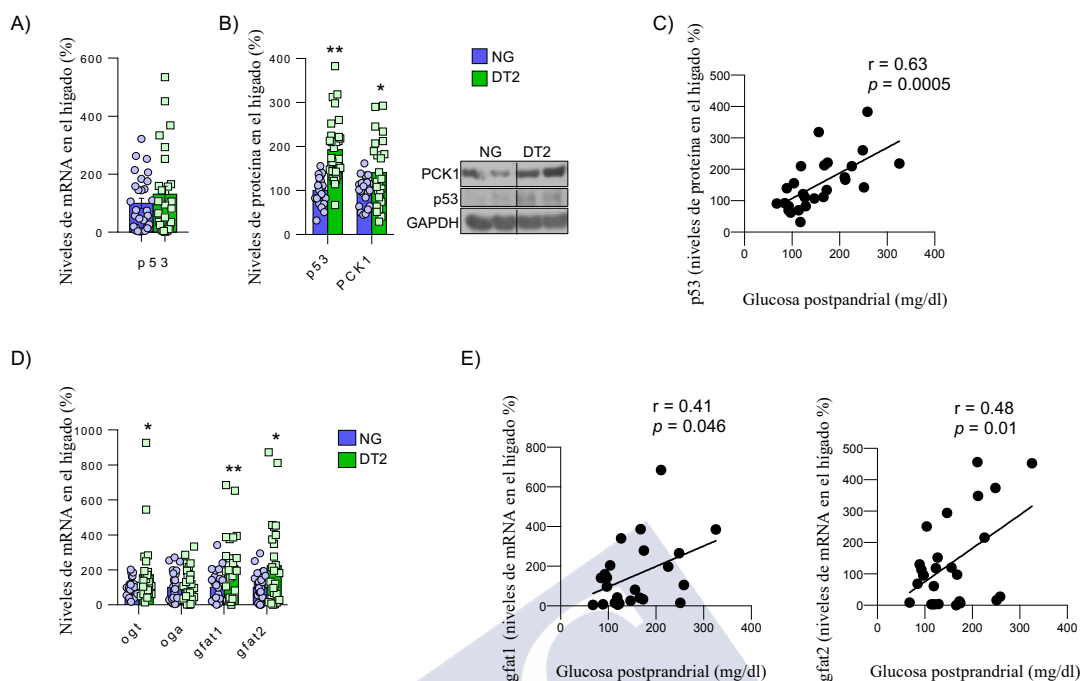 A)
Niveles de mRNA en el hígado (%)
600
400
200
0
p53
B)
Niveles de proteína en el hígado (%)
500
400
300
200
100
0
**
*
p53
PCK1
NG
DT2
NG DT2
PCK1
p53
GAPDH
C)
r = 0.63
p = 0.0005
p53 (niveles de proteína en el hígado %)
500
400
300
200
100
0
0 100 200 300 400
Glucosa postpandrial (mg/dl)
D)
Niveles de mRNA en el hígado (%)
1000
800
600
400
200
0
*
**
*
ogt
oga
gfat1
gfat2
NG
DT2
E)
r = 0.41
p = 0.046
gfat1 (niveles de mRNA en el hígado %)
800
600
400
200
0
0 100 200 300 400
Glucosa postprandrial (mg/dl)
r = 0.48
p = 0.01
gfat2 (niveles de mRNA en el hígado %)
500
400
300
200
100
0
0 100 200 300 400
Glucosa postprandrial (mg/dl)